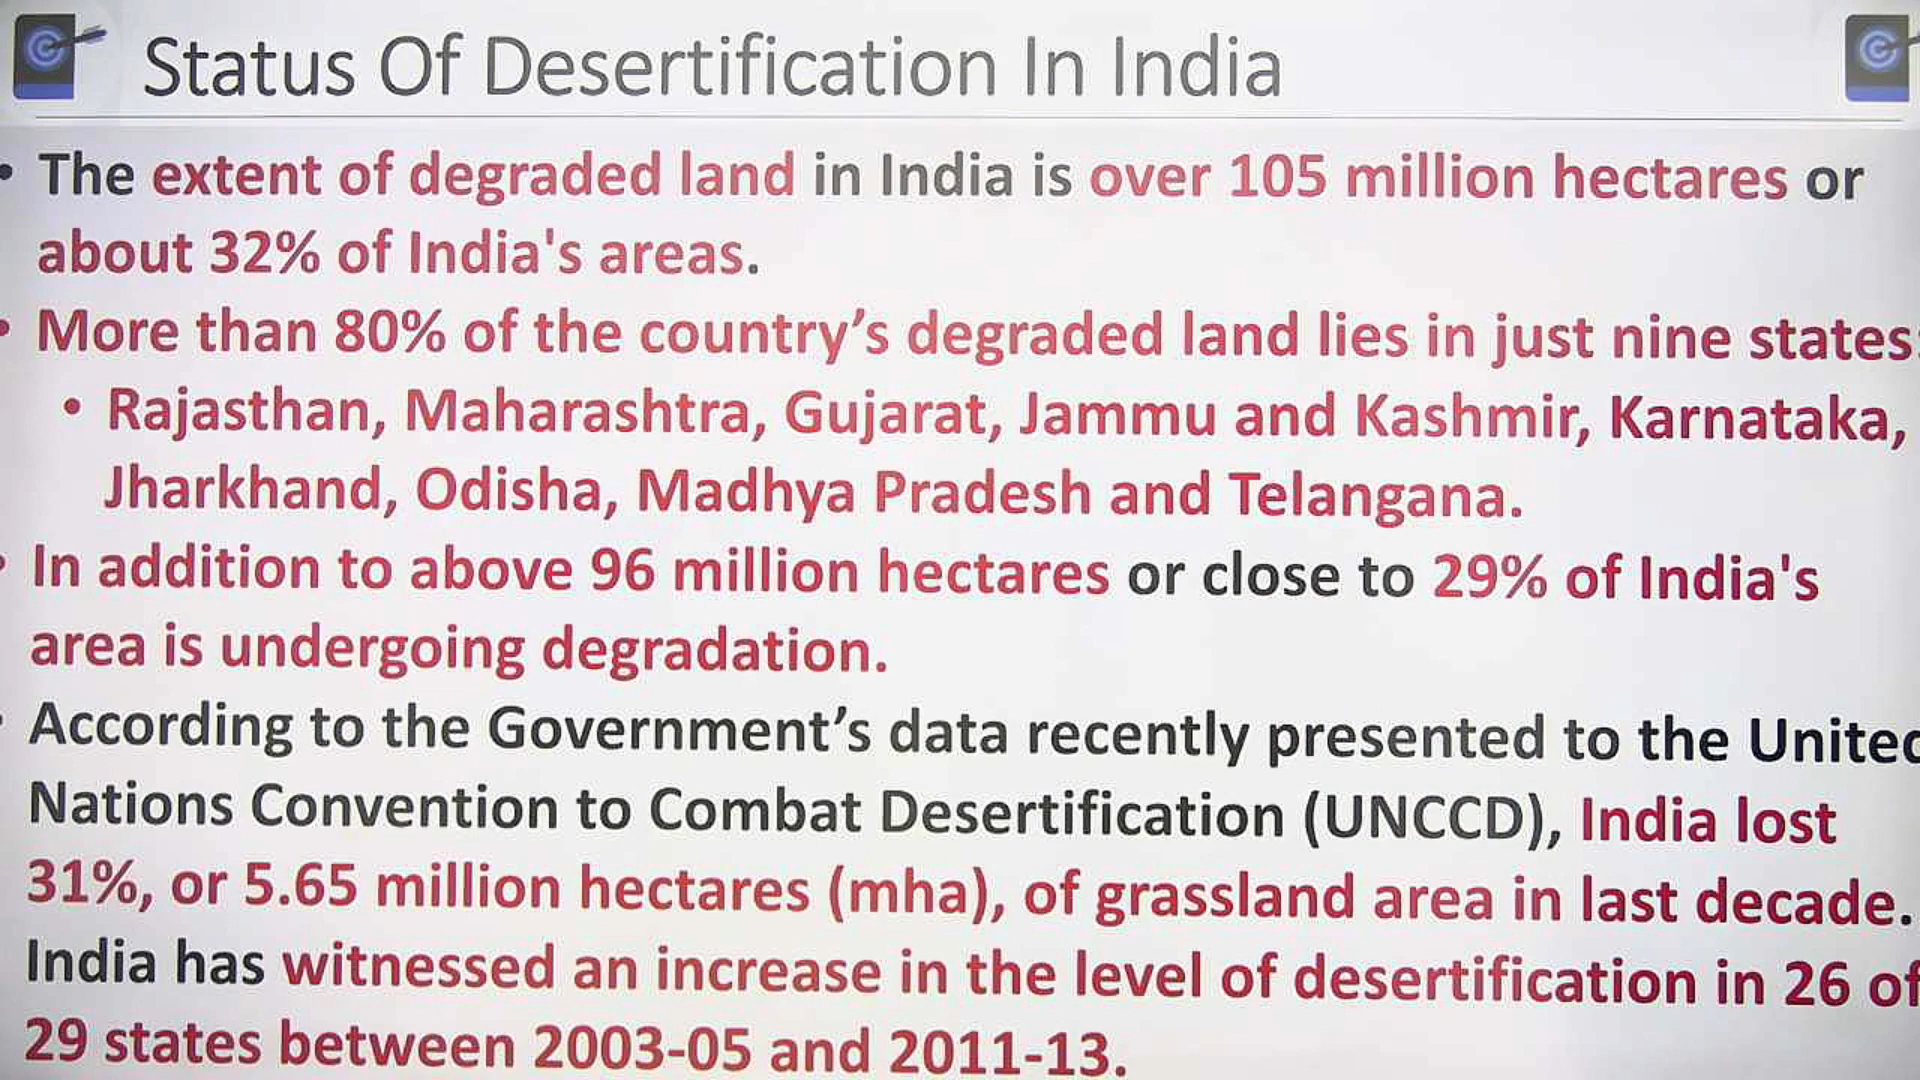 Status Of Desertification In India
• The extent of degraded land in India is over 105 million hectares or
about 32% of India's areas.
• More than 80% of the country’s degraded land lies in just nine states:
• Rajasthan, Maharashtra, Gujarat, Jammu and Kashmir, Karnataka,
Jharkhand, Odisha, Madhya Pradesh and Telangana.
• In addition to above 96 million hectares or close to 29% of India's
area is undergoing degradation.
• According to the Government’s data recently presented to the United
Nations Convention to Combat Desertification (UNCCD), India lost
31%, or 5.65 million hectares (mha), of grassland area in last decade.
India has witnessed an increase in the level of desertification in 26 of
29 states between 2003-05 and 2011-13.